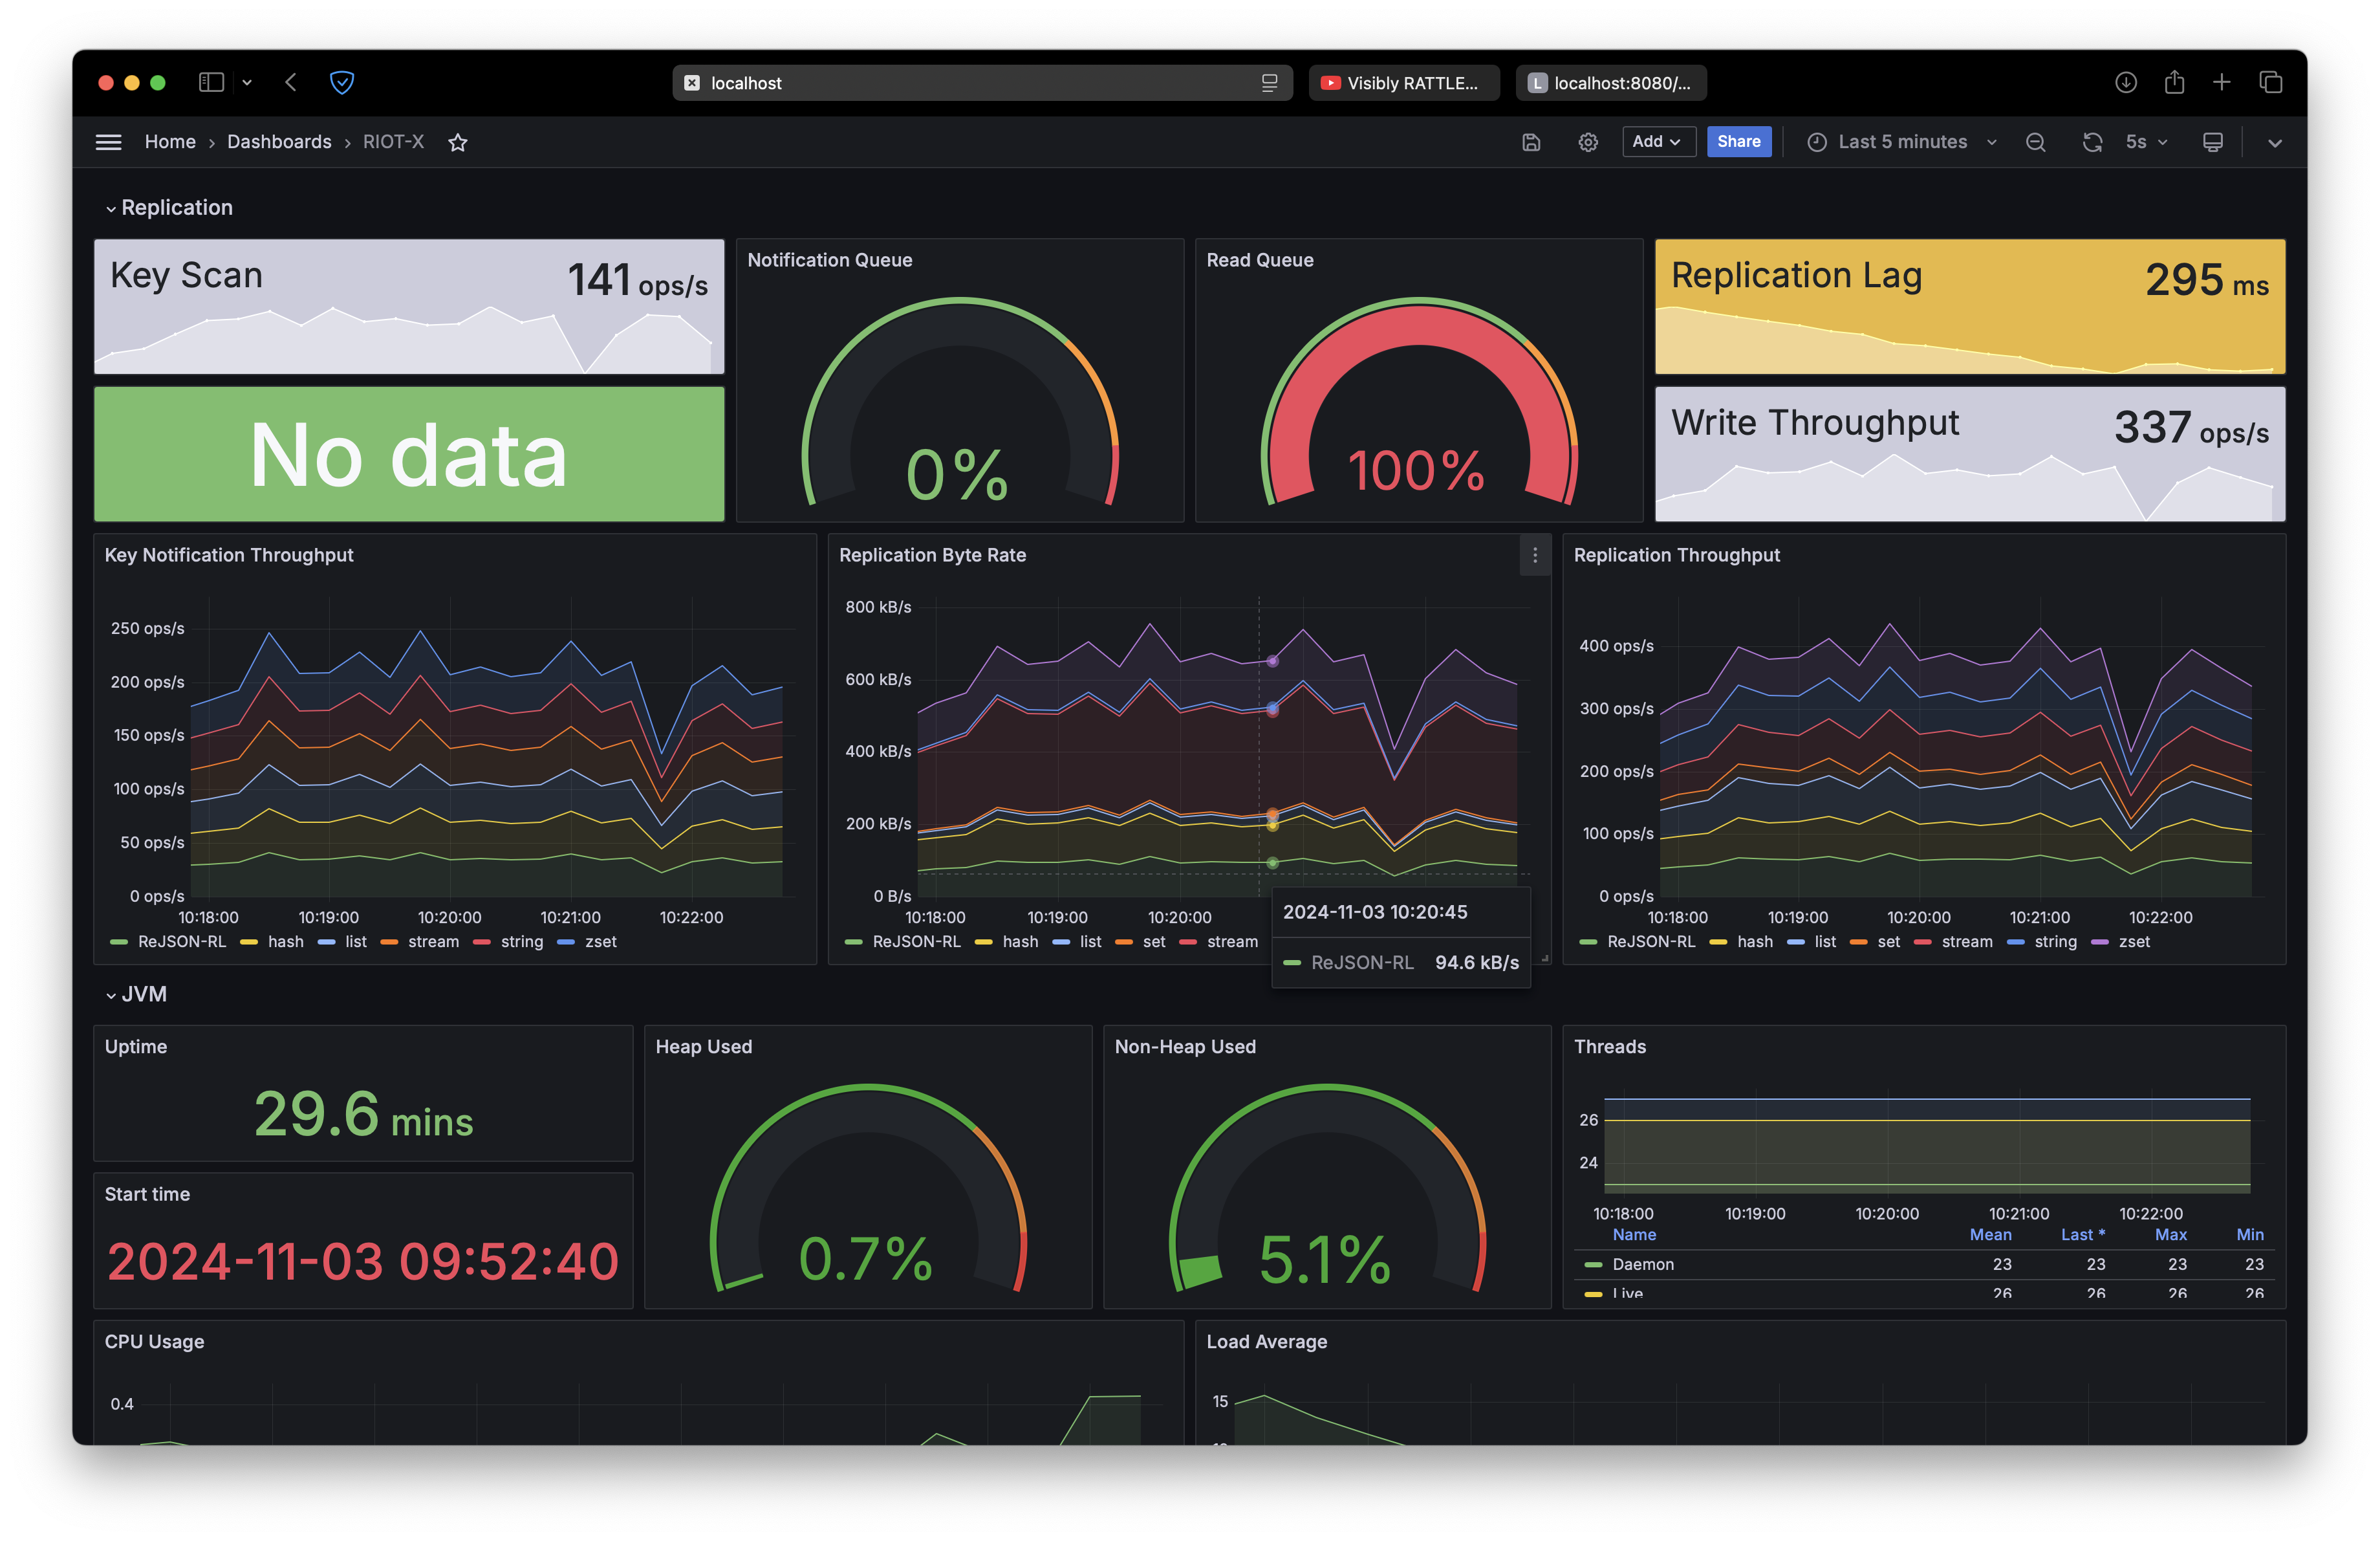 localhost
Visibly RATTLE...
L localhost:8080/...
Home › Dashboards › RIOT-X
Add
Share
Last 5 minutes
5s
Replication
Key Scan 141 ops/s
Notification Queue
0%
Read Queue
100%
Replication Lag 295 ms
No data
Write Throughput 337 ops/s
Key Notification Throughput
250 ops/s
200 ops/s
150 ops/s
100 ops/s
50 ops/s
0 ops/s
10:18:00 10:19:00 10:20:00 10:21:00 10:22:00
ReJSON-RL hash list stream string zset
Replication Byte Rate
800 kB/s
600 kB/s
400 kB/s
200 kB/s
0 B/s
10:18:00 10:19:00 10:20:00
ReJSON-RL hash list set stream
2024-11-03 10:20:45
ReJSON-RL 94.6 kB/s
Replication Throughput
400 ops/s
300 ops/s
200 ops/s
100 ops/s
0 ops/s
10:18:00 10:19:00 10:20:00 10:21:00 10:22:00
ReJSON-RL hash list set stream string zset
JVM
Uptime
29.6 mins
Start time
2024-11-03 09:52:40
Heap Used
0.7%
Non-Heap Used
5.1%
Threads
26
24
10:18:00 10:19:00 10:20:00 10:21:00 10:22:00
Name Mean Last * Max Min
Daemon 23 23 23 23
Live 26 26 26 26
CPU Usage
0.4
Load Average
15